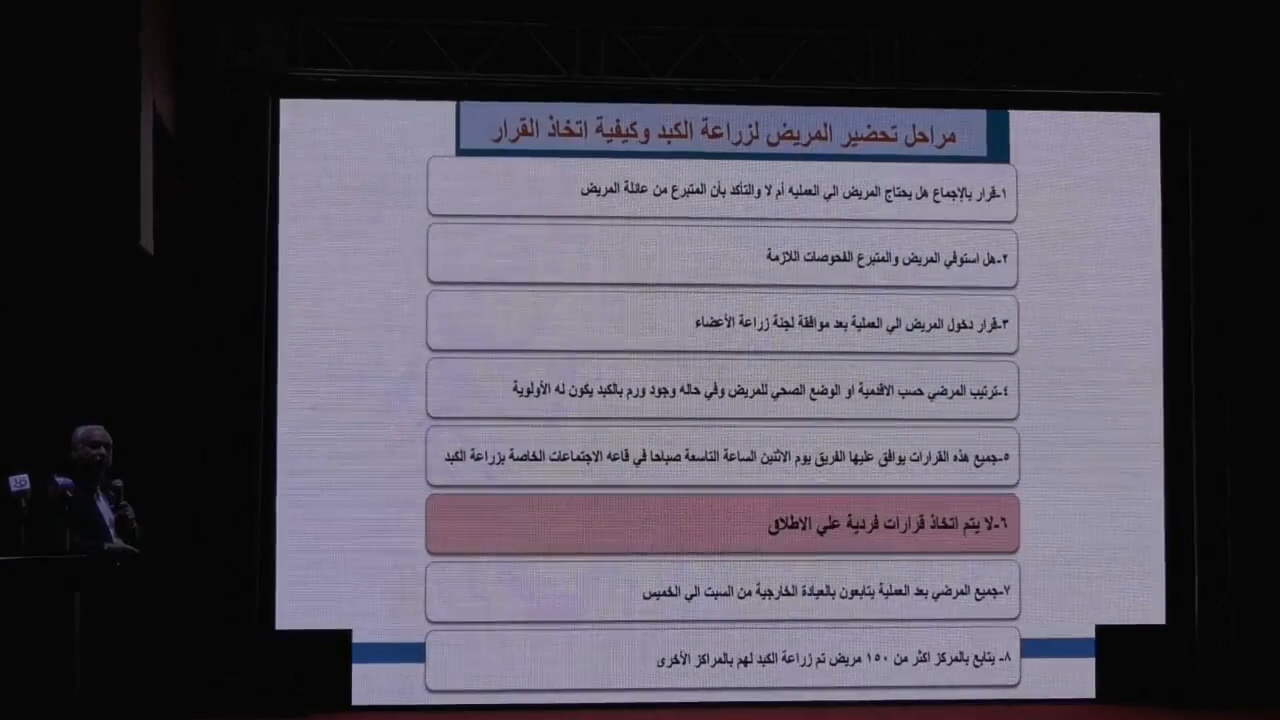 مراحل تحضير المريض لزراعة الكبد وكيفية اتخاذ القرار
١-قرار بالإجماع هل يحتاج المريض الي العمليه أم لا والتأكد بأن المتبرع من عائلة المريض
٢-هل استوفي المريض والمتبرع الفحوصات اللازمة
٣-قرار دخول المريض الي العملية بعد موافقة لجنة زراعة الأعضاء
٤-ترتيب المرضي حسب الاقدمية او الوضع الصحي للمريض وفي حاله وجود ورم بالكبد يكون له الأولوية
٥-جميع هذه القرارات يوافق عليها الفريق يوم الاثنين الساعة التاسعة صباحا في قاعه الاجتماعات الخاصة بزراعة الكبد
٦-لا يتم اتخاذ قرارات فردية علي الاطلاق
٧-جميع المرضي بعد العملية يتابعون بالعيادة الخارجية من السبت الي الخميس
٨- يتابع بالمركز اكثر من ١٥٠ مريض تم زراعة الكبد لهم بالمراكز الأخرى